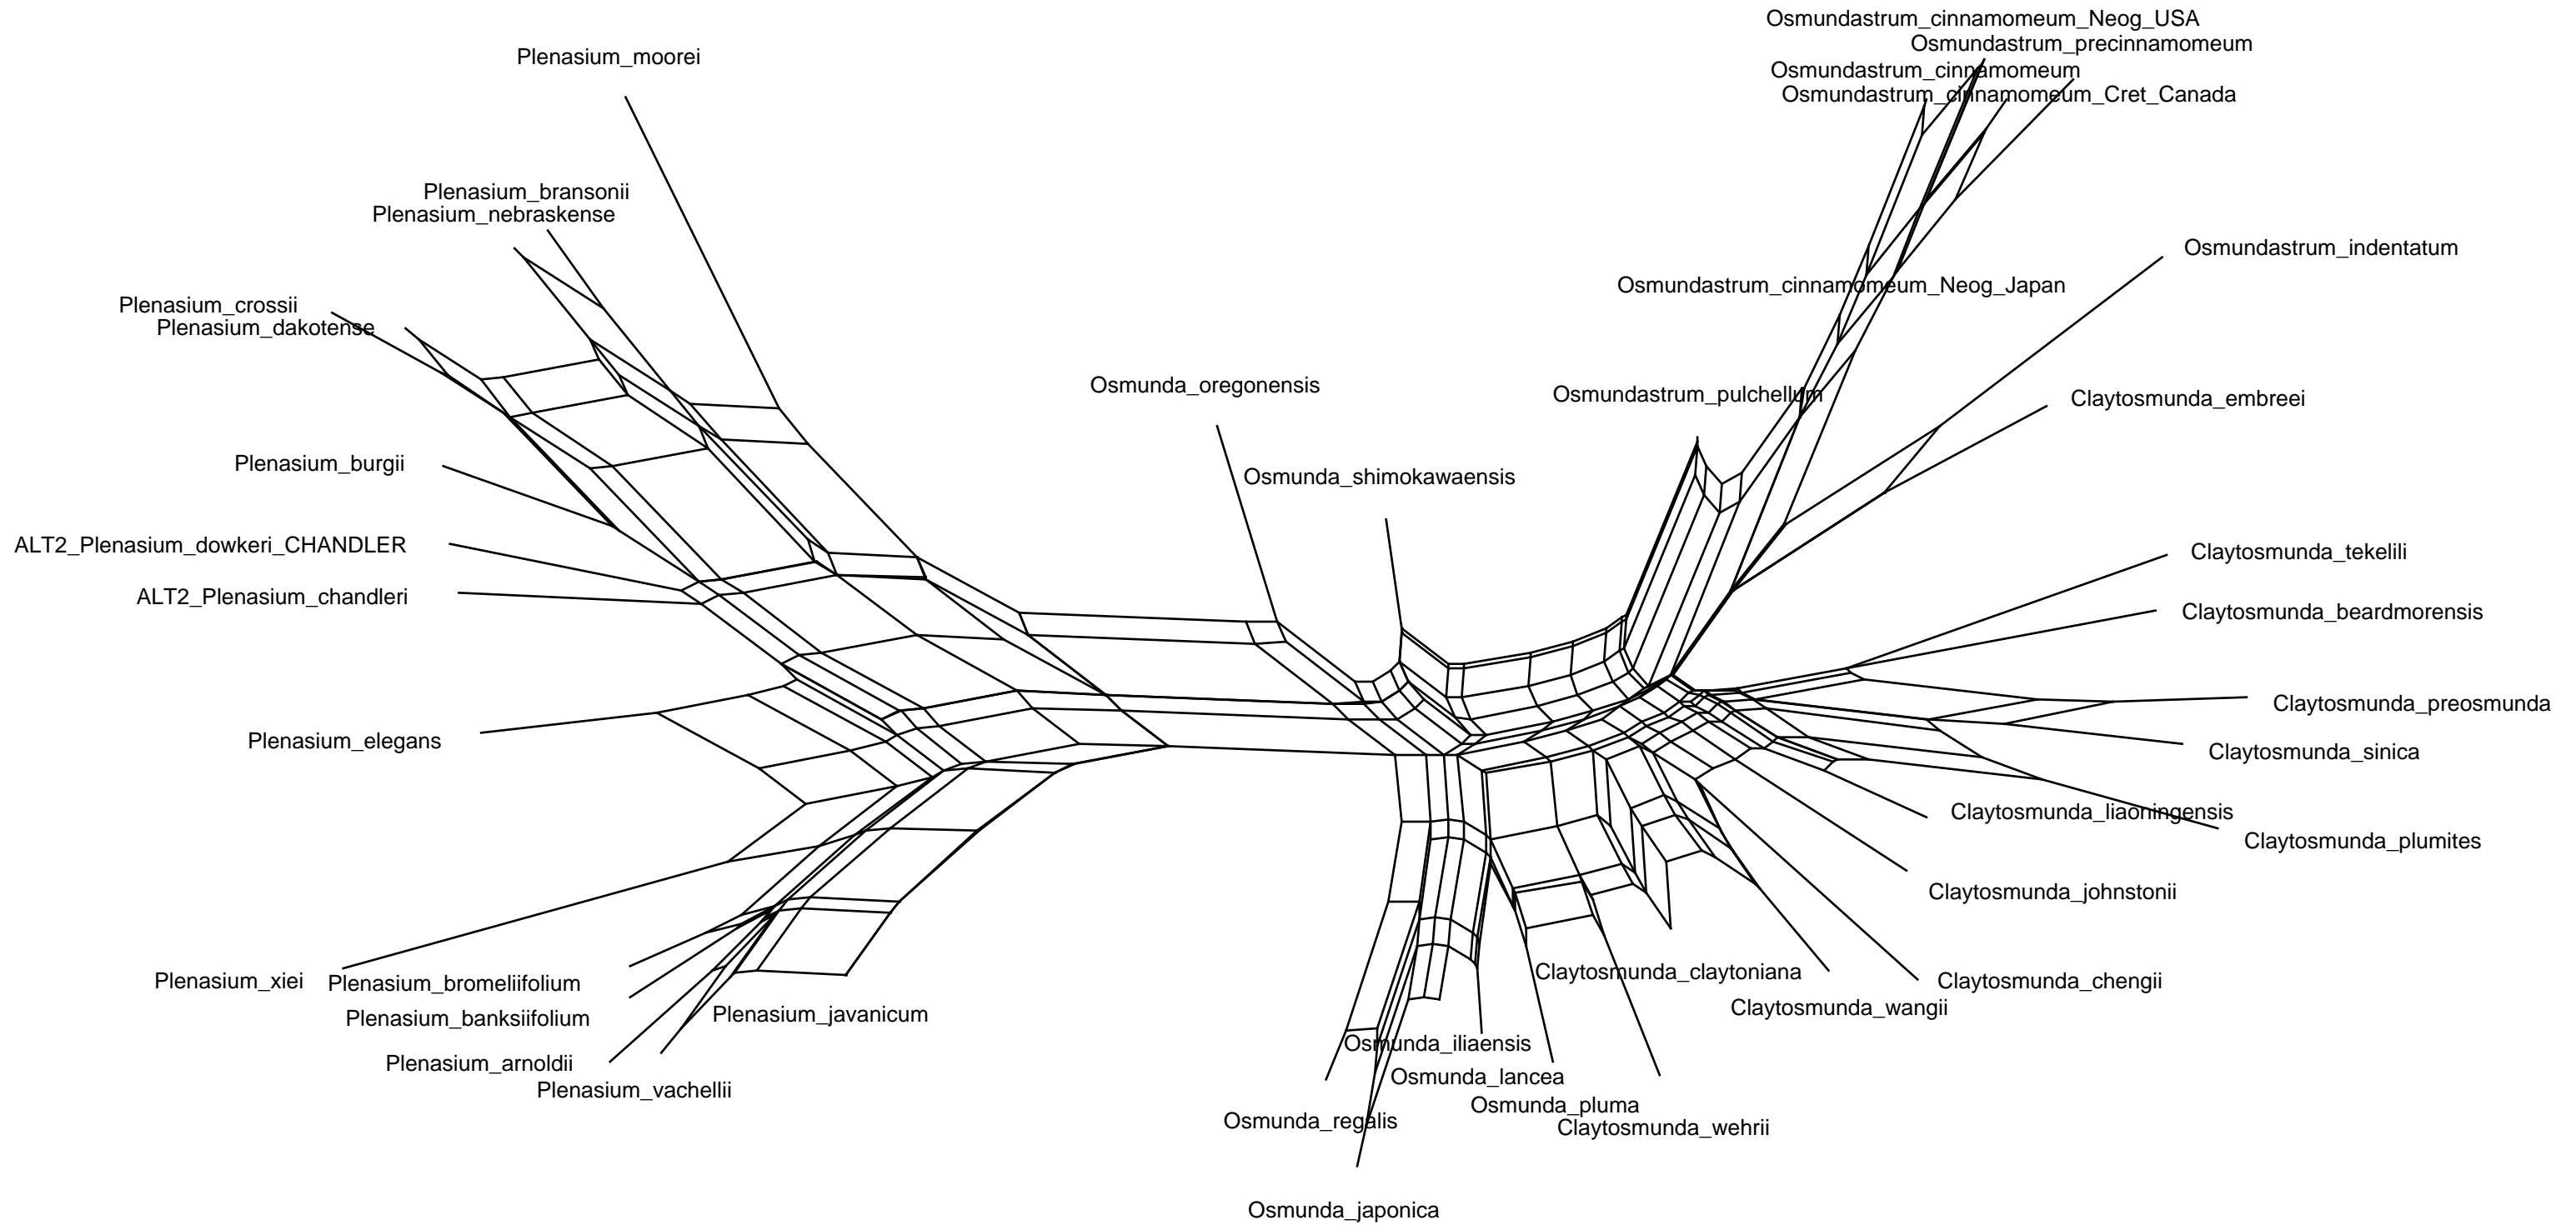 Osmundastrum_cinnamomeum_Neog_USA
Osmundastrum_precinnamomeum
Plenasium_moorei
Osmundastrum_cinnamomeum
Osmundastrum_cinnamomeum_Cret_Canada
Plenasium_bransonii
Plenasium_nebraskense
Osmundastrum_indentatum
Osmundastrum_cinnamomeum_Neog_Japan
Plenasium_crossii
Plenasium_dakotense
Osmunda_oregonensis
Osmundastrum_pulchellum
Claytosmunda_embreei
Plenasium_burgii
Osmunda_shimokawaensis
ALT2_Plenasium_dowkeri_CHANDLER
Claytosmunda_tekelili
ALT2_Plenasium_chandleri
Claytosmunda_beardmorensis
Claytosmunda_preosmunda
Plenasium_elegans
Claytosmunda_sinica
Claytosmunda_liaoningensis
Claytosmunda_plumites
Claytosmunda_johnstonii
Claytosmunda_claytoniana
Plenasium_xiei
Plenasium_bromeliifolium
Claytosmunda_chengii
Claytosmunda_wangii
Plenasium_javanicum
Plenasium_banksiifolium
Osmunda_iliaensis
Plenasium_arnoldii
Osmunda_lancea
Plenasium_vachellii
Osmunda_pluma
Osmunda_regalis
Claytosmunda_wehrii
Osmunda_japonica